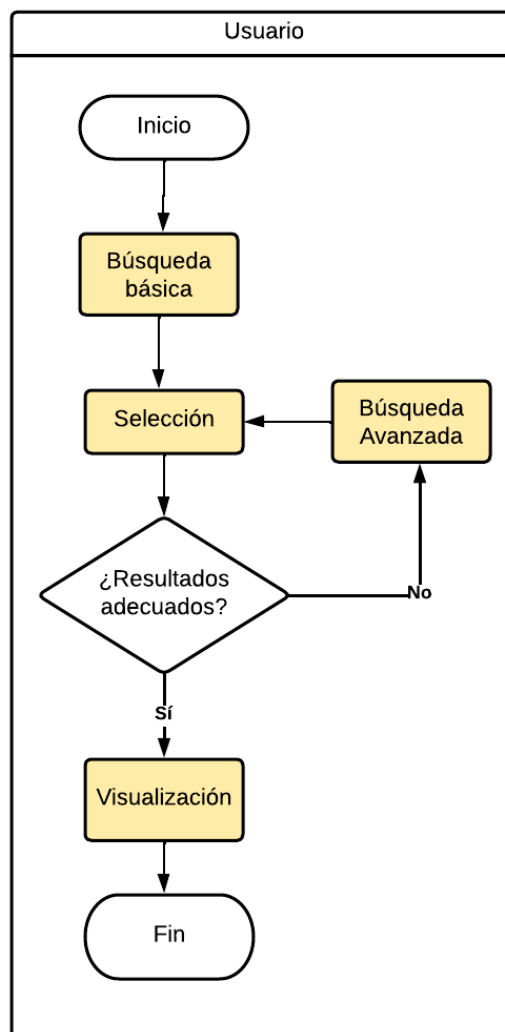 Usuario
Inicio
Búsqueda
básica
Selección
Búsqueda
Avanzada
¿Resultados
adecuados?
No
Sí
Visualización
Fin